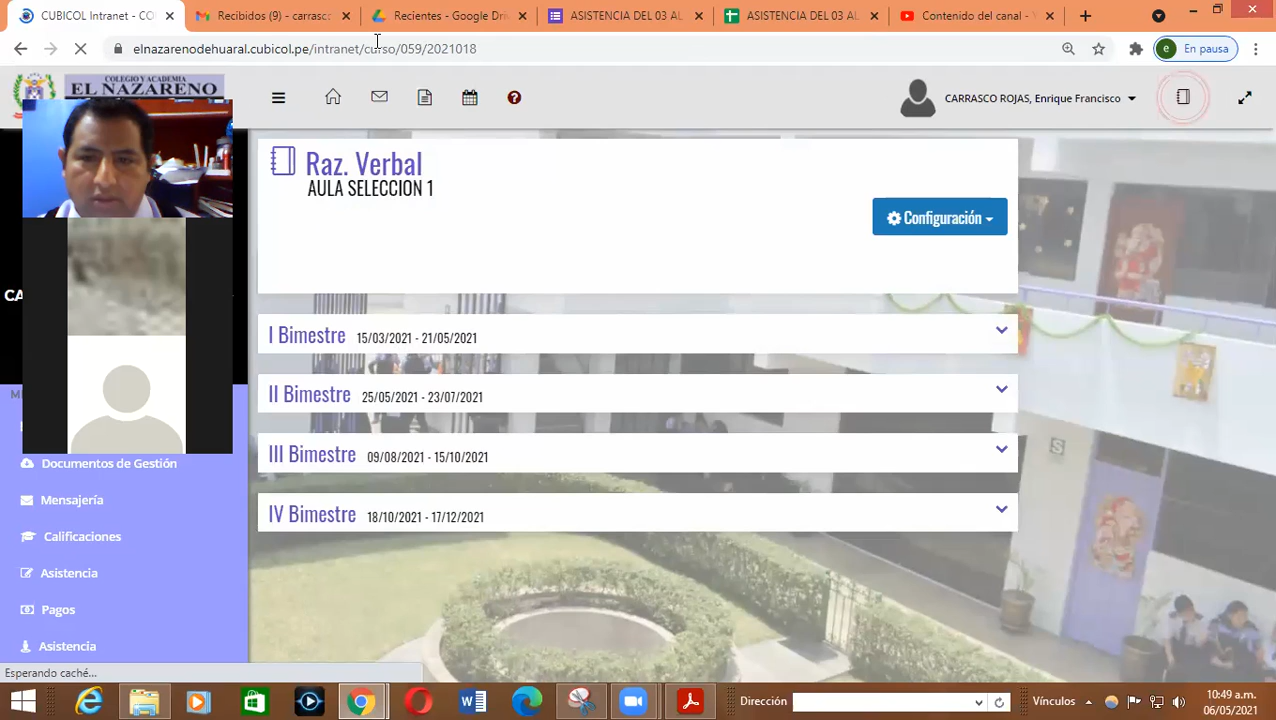 CUBICOL Intranet - CO
Recibidos (9) - carrasc
Recientes - Google Dri
ASISTENCIA DEL 03 AL
ASISTENCIA DEL 03 AL
Contenido del canal - Y
elnazarenodehuaral.cubicol.pe/intranet/curso/059/2021018
e En pausa
COLEGIO Y ACADEMIA
EL NAZARENO
CARRASCO ROJAS, Enrique Francisco
Raz. Verbal
AULA SELECCION 1
Configuración
CA
I Bimestre 15/03/2021 - 21/05/2021
II Bimestre 25/05/2021 - 23/07/2021
III Bimestre 09/08/2021 - 15/10/2021
IV Bimestre 18/10/2021 - 17/12/2021
Documentos de Gestión
Mensajería
Calificaciones
Asistencia
Pagos
Asistencia
Esperando caché...
Dirección
Vínculos
10:49 a.m.
06/05/2021